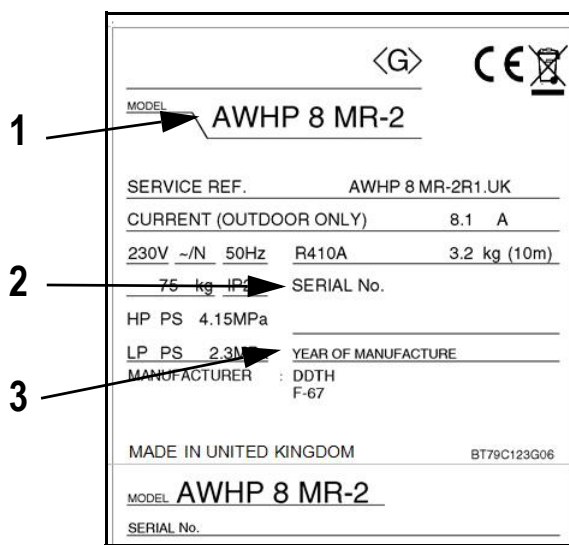 <G> CE
1 MODEL AWHP 8 MR-2
SERVICE REF. AWHP 8 MR-2R1.UK
CURRENT (OUTDOOR ONLY) 8.1 A
230V ~/N 50Hz R410A 3.2 kg (10m)
2 75 kg SERIAL No.
HP PS 4.15MPa
LP PS YEAR OF MANUFACTURE
3 MANUFACTURER : DDTH
F-67
MADE IN UNITED KINGDOM BT79C123G06
MODEL AWHP 8 MR-2
SERIAL No.